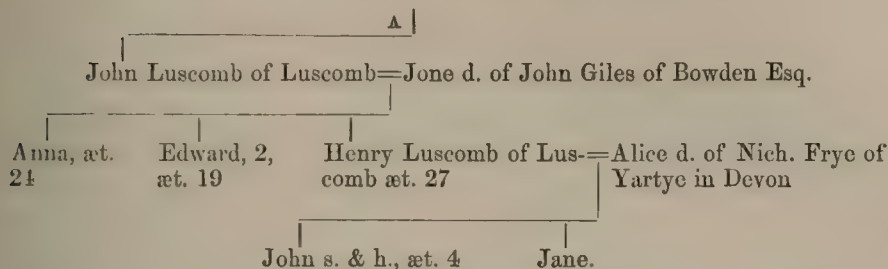 A
John Luscomb of Luscomb=Jone d. of John Giles of Bowden Esq.
Anna, æt. Edward, 2, Henry Luscomb of Lus-=Alice d. of Nich. Frye of
21 æt. 19 comb æt. 27 Yartye in Devon
John s. & h., æt. 4 Jane.